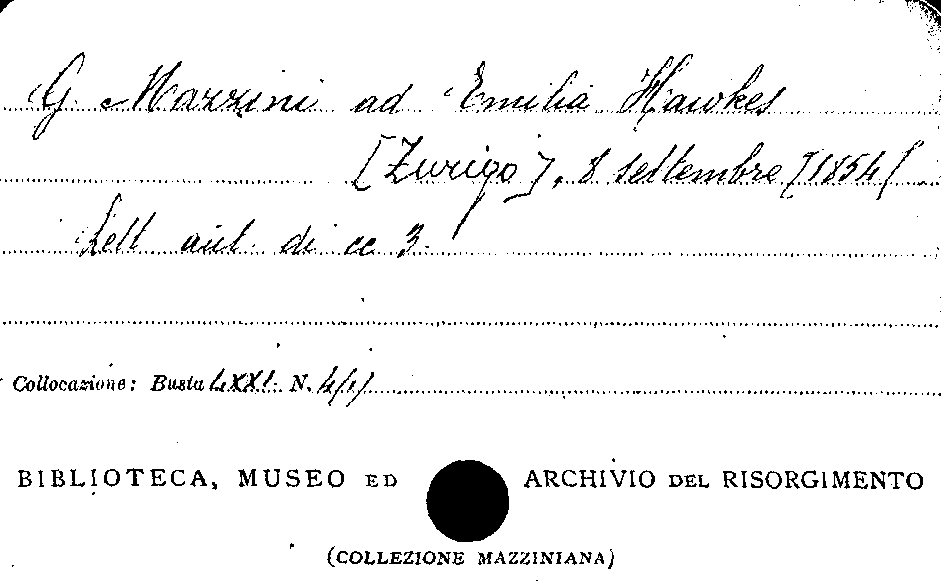 G. Mazzini ad Emilia Hawkes
[Zurigo], 8 settembre [1854]
Lett. aut. di cc. 3.
Collocazione: Busta LXXI. N. 4(1)
BIBLIOTECA, MUSEO ED ARCHIVIO DEL RISORGIMENTO
(COLLEZIONE MAZZINIANA)